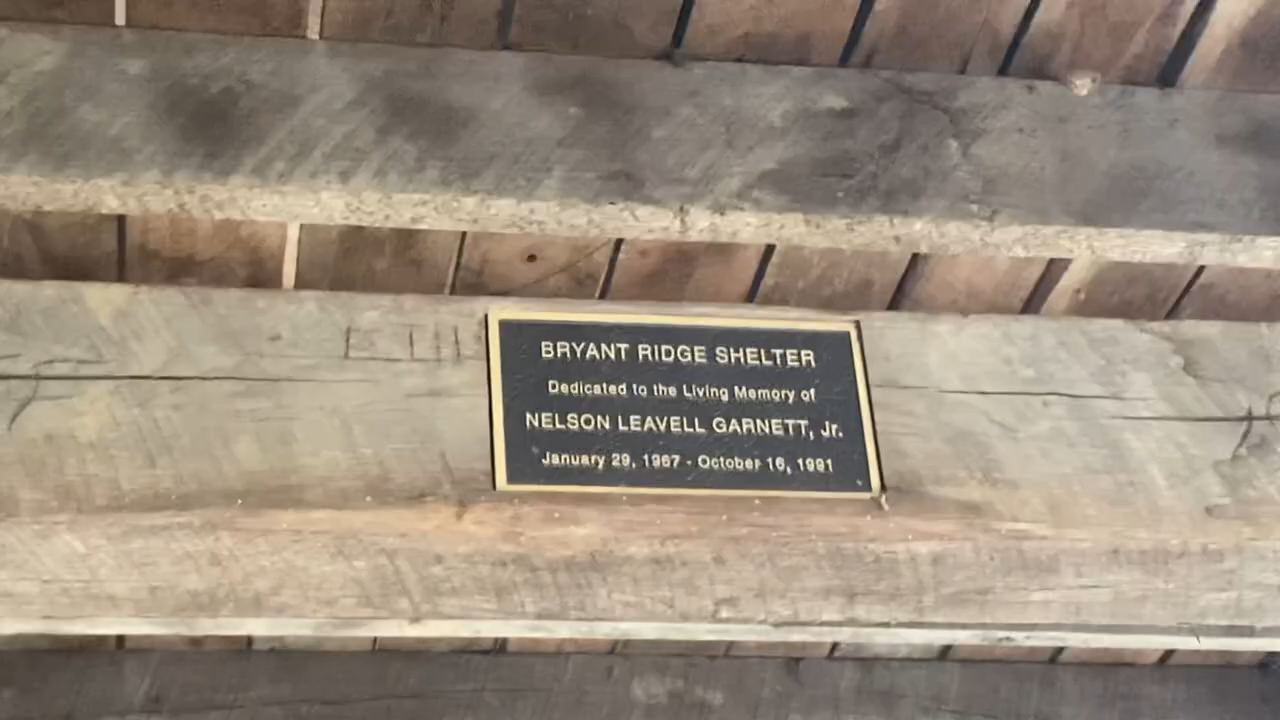 BRYANT RIDGE SHELTER
Dedicated to the Living Memory of
NELSON LEAVELL GARNETT, Jr.
January 29, 1967 - October 16, 1991